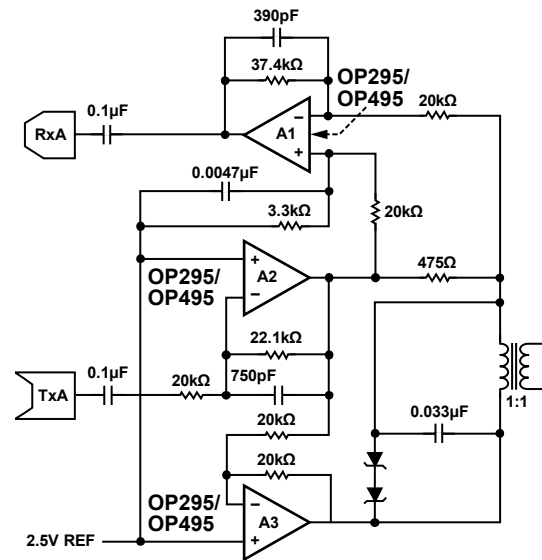 390pF
37.4kΩ
OP295/
OP495
0.1µF
RxA
A1
−
+
20kΩ
0.0047µF
3.3kΩ
20kΩ
OP295/
OP495
+
−
A2
475Ω
22.1kΩ
0.1µF
TxA
20kΩ
750pF
1:1
0.033µF
20kΩ
20kΩ
OP295/
OP495
−
+
A3
2.5V REF